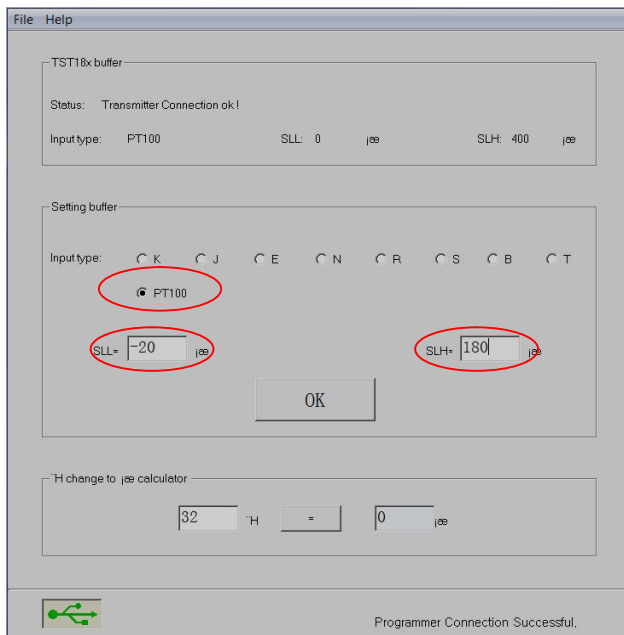 File Help
TST18x buffer
Status: Transmitter Connection ok !
Input type: PT100 SLL: 0 ¡æ SLH: 400 ¡æ
Setting buffer
Input type: K J E N R S B T
PT100
SLL= -20 ¡æ SLH= 180 ¡æ
OK
¨H change to ¡æ calculator
32 ¨H = 0 ¡æ
Programmer Connection Successful,